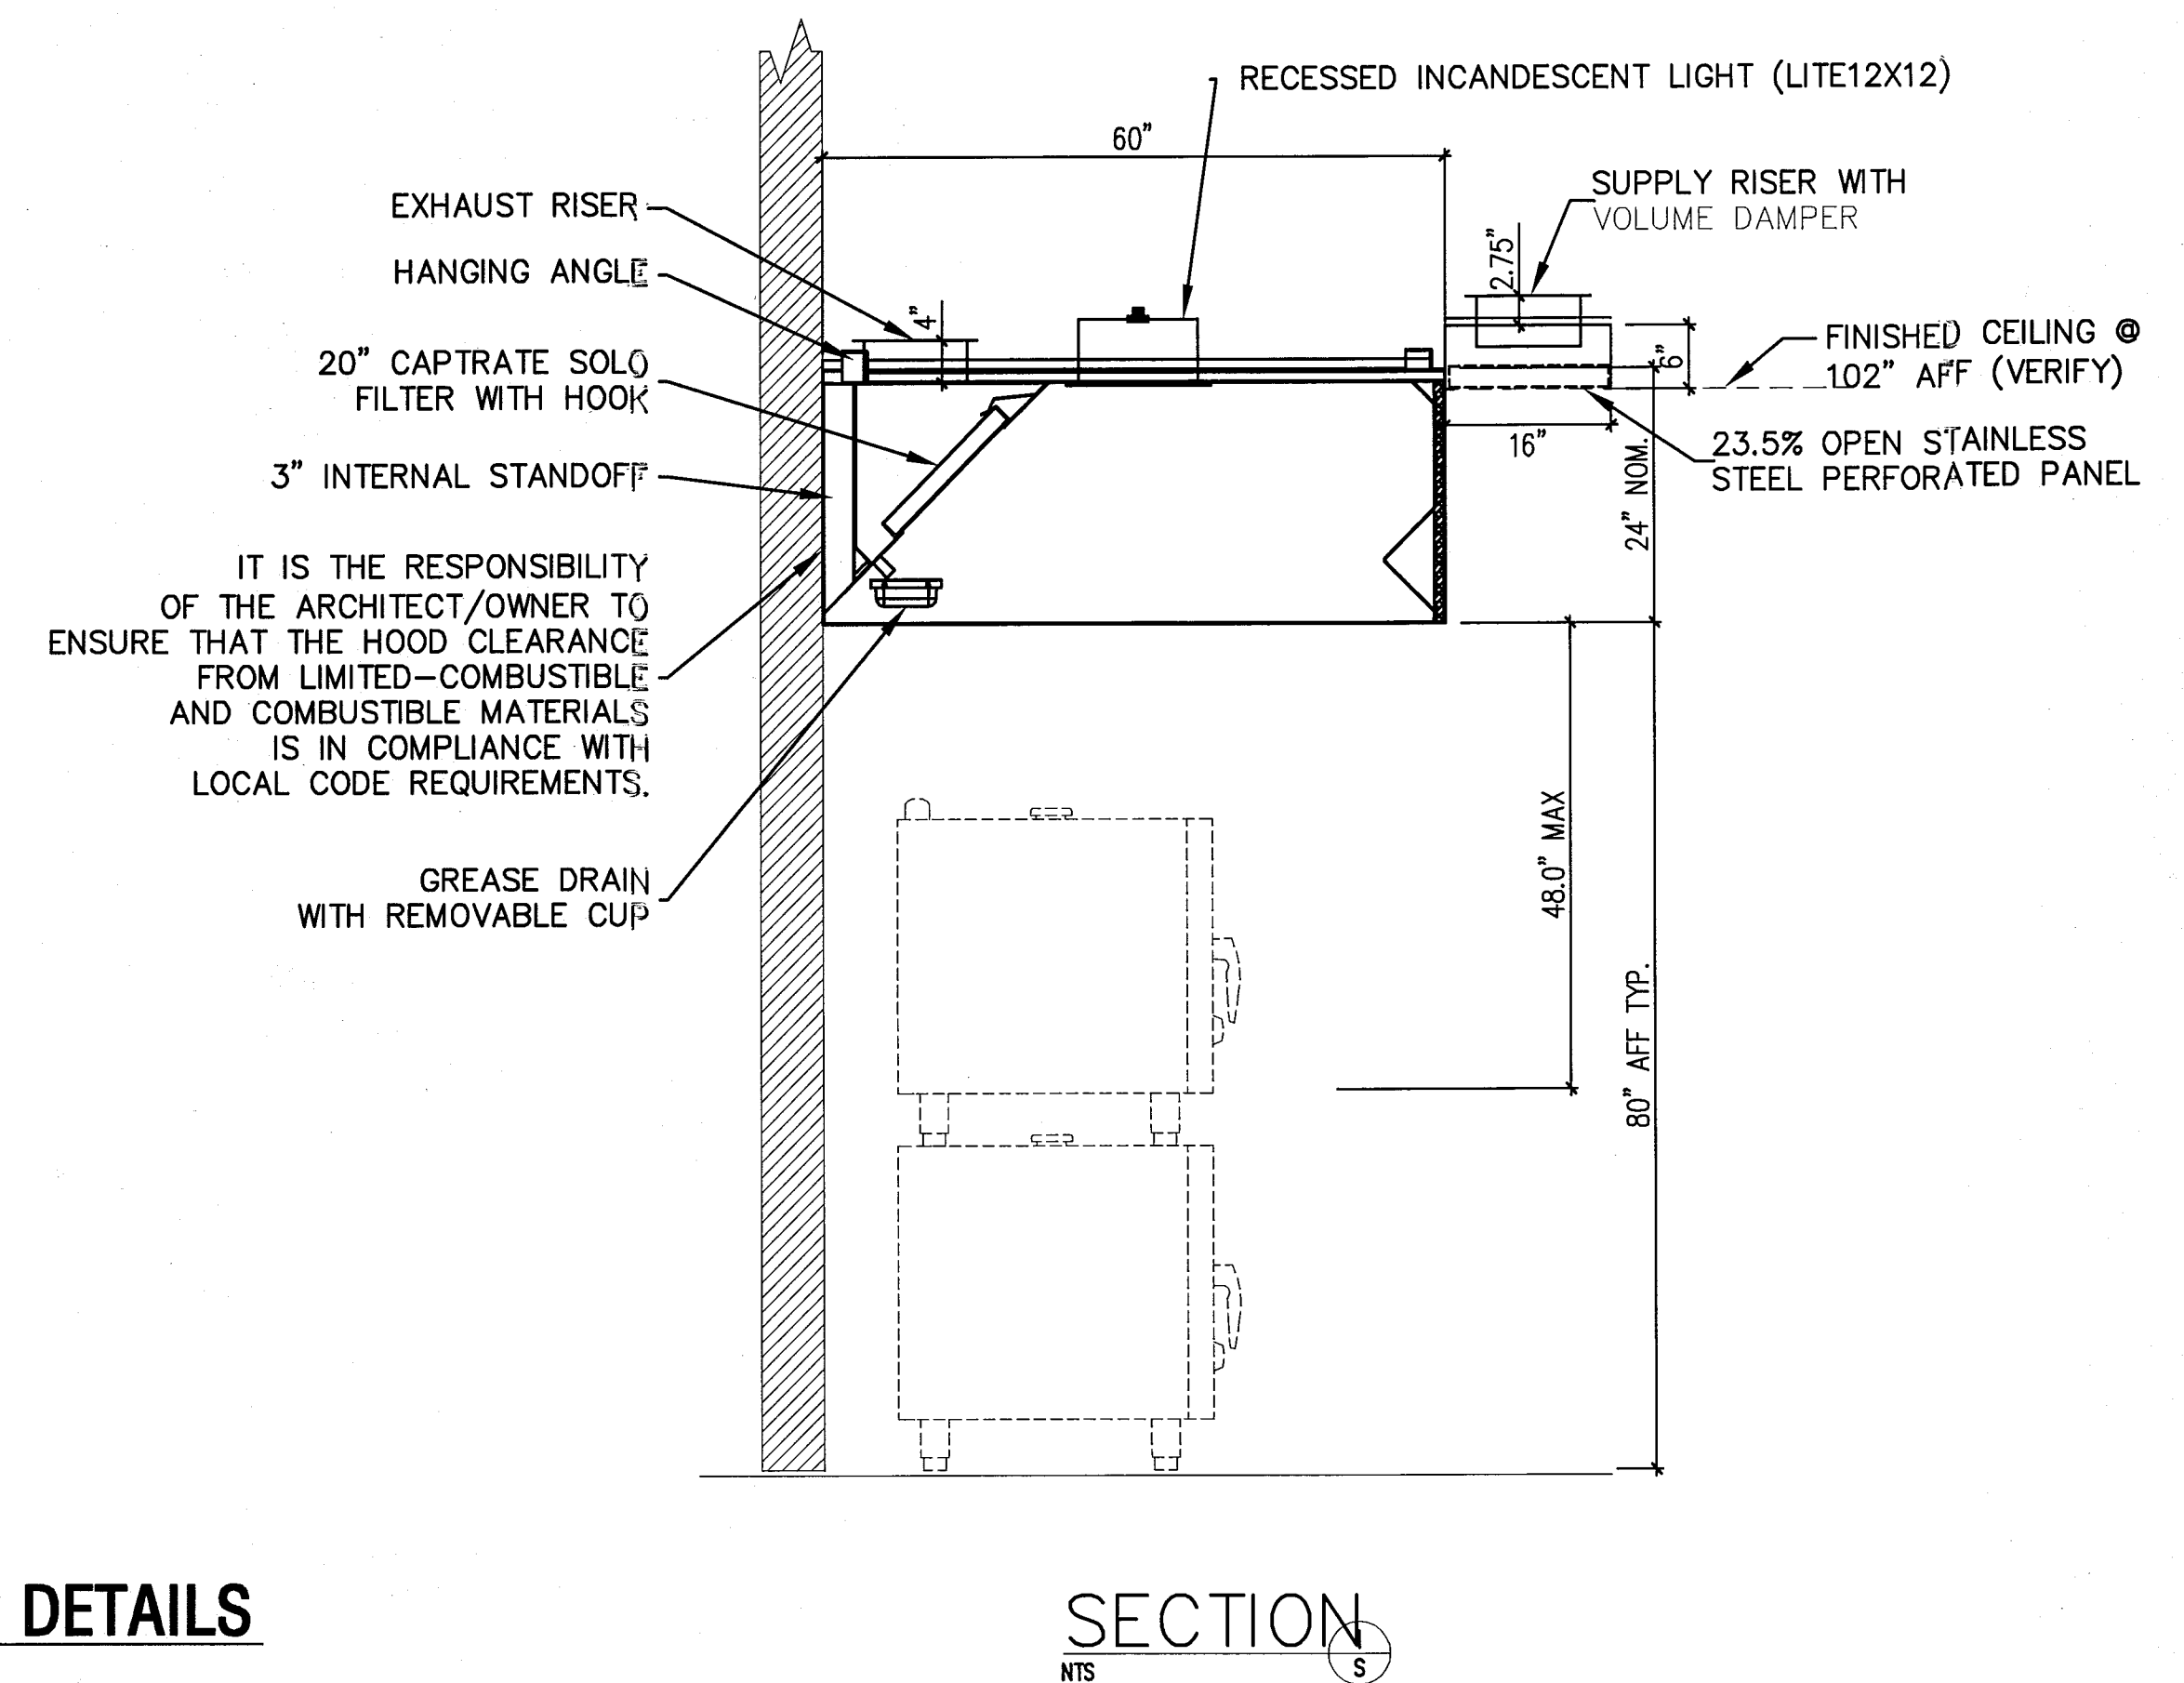 RECESSED INCANDESCENT LIGHT (LITE12X12)
60"
SUPPLY RISER WITH
VOLUME DAMPER
EXHAUST RISER
2.75"
HANGING ANGLE
4"
FINISHED CEILING @
102" AFF (VERIFY)
6"
20" CAPTRATE SOLO
FILTER WITH HOOK
16"
23.5% OPEN STAINLESS
STEEL PERFORATED PANEL
3" INTERNAL STANDOFF
24" NOM.
IT IS THE RESPONSIBILITY
OF THE ARCHITECT/OWNER TO
ENSURE THAT THE HOOD CLEARANCE
FROM LIMITED-COMBUSTIBLE
AND COMBUSTIBLE MATERIALS
IS IN COMPLIANCE WITH
LOCAL CODE REQUIREMENTS.
48.0" MAX
GREASE DRAIN
WITH REMOVABLE CUP
80" AFF TYP.
DETAILS
SECTION
NTS
S